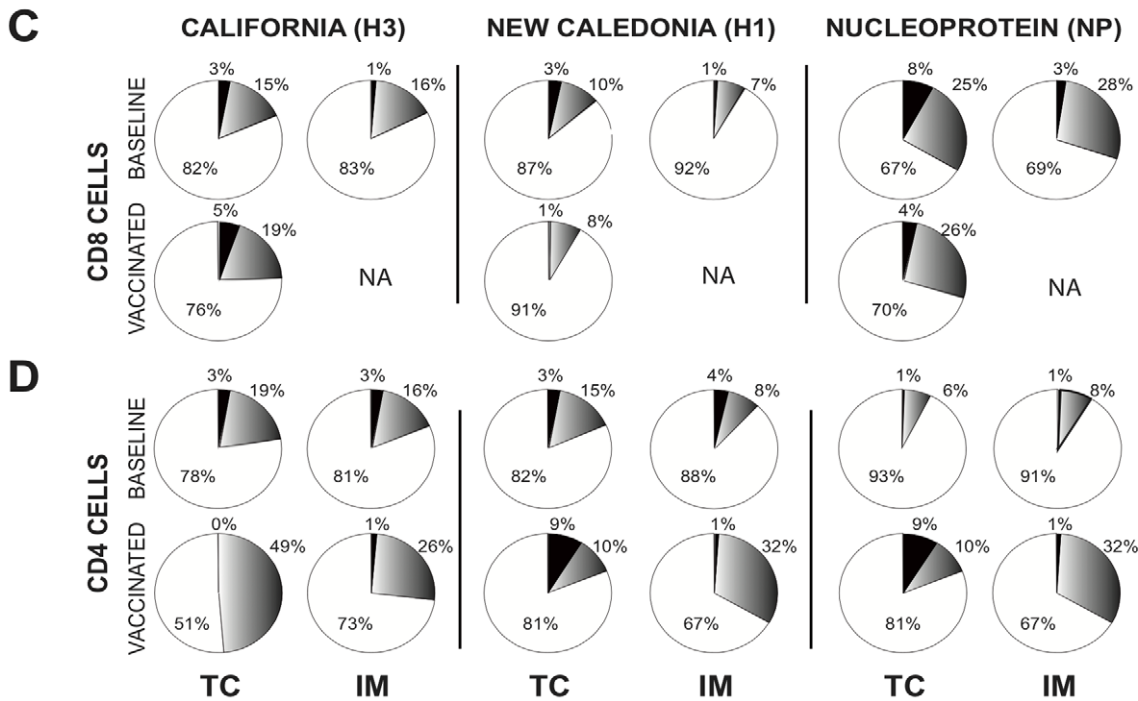 C
CALIFORNIA (H3) NEW CALEDONIA (H1) NUCLEOPROTEIN (NP)
CD8 CELLS
BASELINE
3% 15% 82%
1% 16% 83%
3% 10% 87%
1% 7% 92%
8% 25% 67%
3% 28% 69%
VACCINATED
5% 19% 76%
NA
1% 8% 91%
NA
4% 26% 70%
NA
D
CD4 CELLS
BASELINE
3% 19% 78%
3% 16% 81%
3% 15% 82%
4% 8% 88%
1% 6% 93%
1% 8% 91%
VACCINATED
0% 49% 51%
1% 26% 73%
9% 10% 81%
1% 32% 67%
9% 10% 81%
1% 32% 67%
TC IM TC IM TC IM